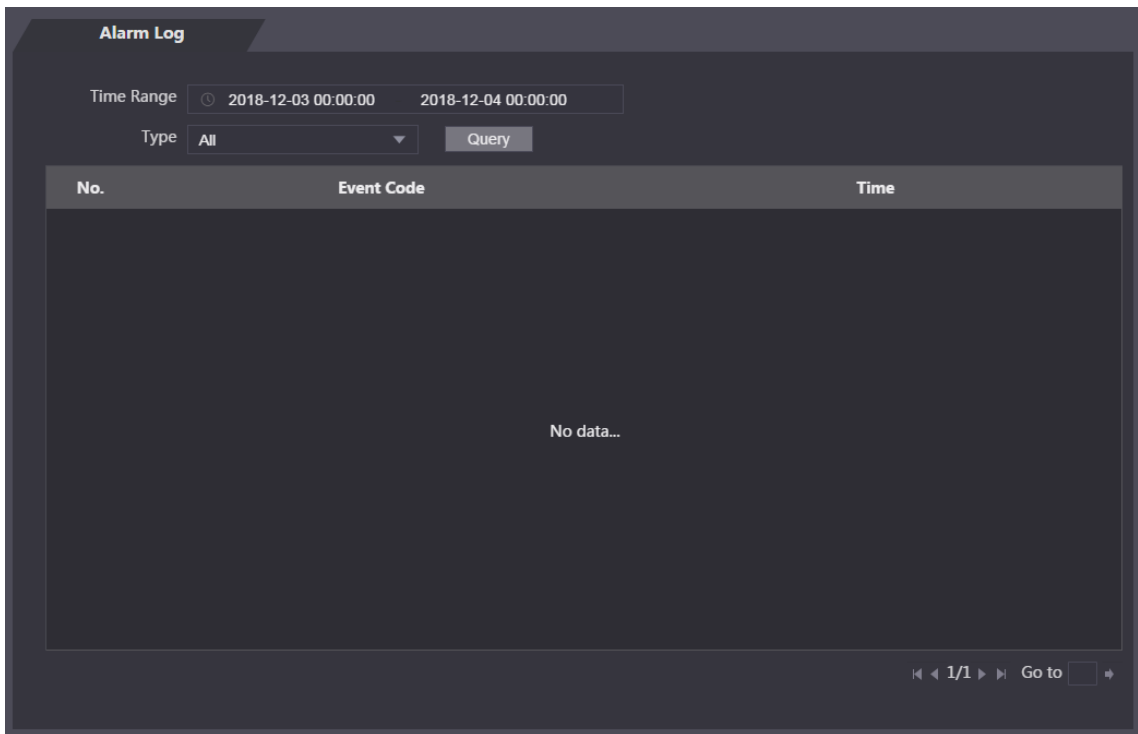 Alarm Log
Time Range 2018-12-03 00:00:00 2018-12-04 00:00:00
Type All Query
No. Event Code Time
No data...
1/1 Go to